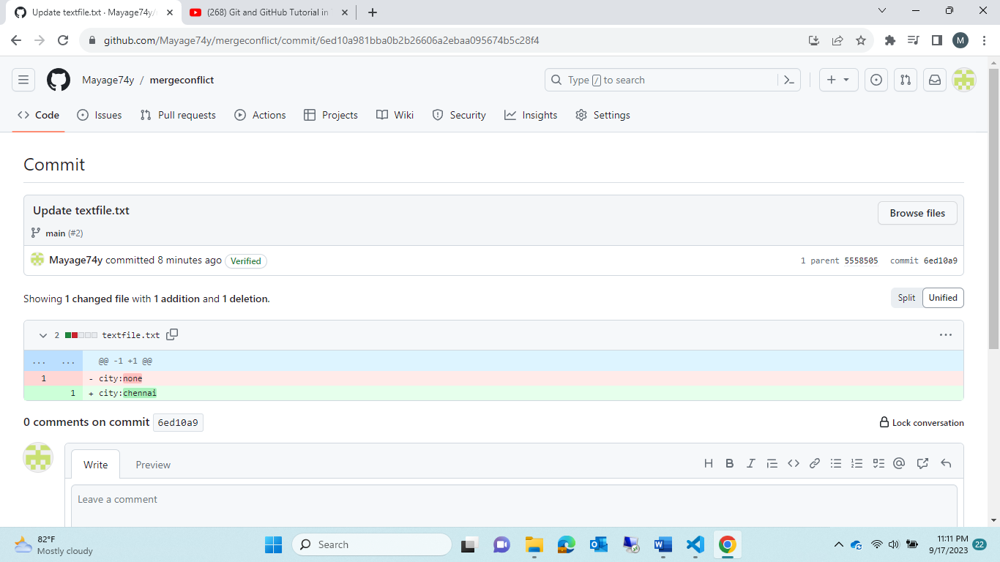 Update textfile.txt · Mayage74y/
(268) Git and GitHub Tutorial in
github.com/Mayage74y/mergeconflict/commit/6ed10a981bba0b2b26606a2ebaa095674b5c28f4
M
Mayage74y / mergeconflict
Type / to search
Code Issues Pull requests Actions Projects Wiki Security Insights Settings
Commit
Update textfile.txt
Browse files
main (#2)
Mayage74y committed 8 minutes ago Verified
1 parent 5558505 commit 6ed10a9
Showing 1 changed file with 1 addition and 1 deletion.
Split Unified
2 textfile.txt
... ... @@ -1 +1 @@
1 - city:none
1 + city:chennai
0 comments on commit 6ed10a9
Lock conversation
Write Preview
Leave a comment
82°F
Mostly cloudy
Search
11:11 PM
9/17/2023
22